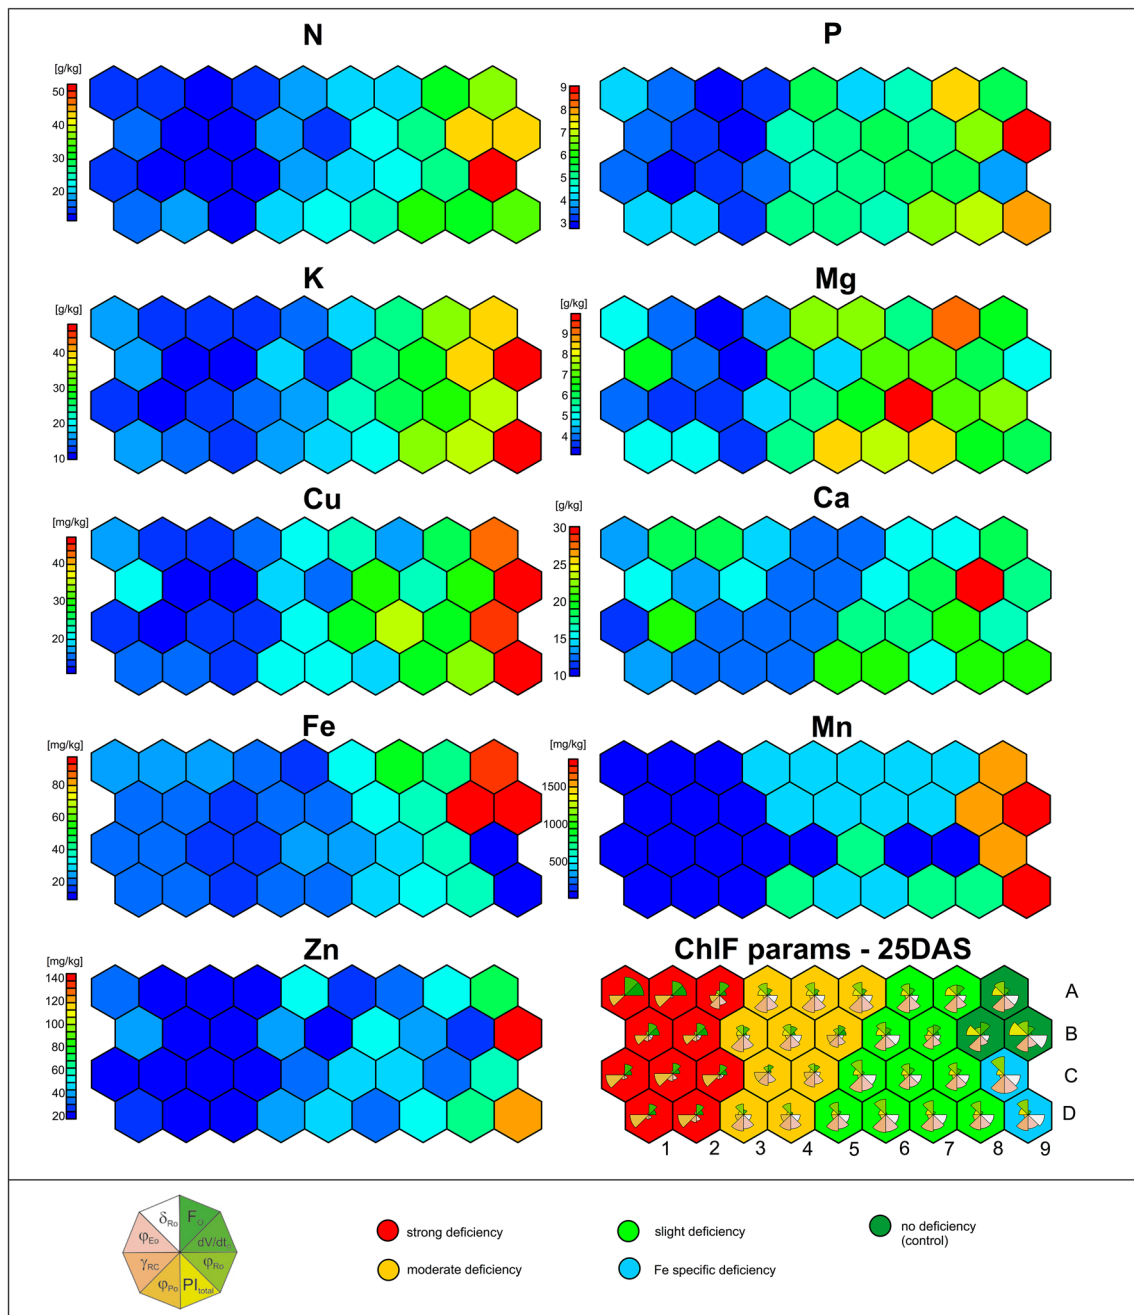 N
P
[g/kg]
50
40
30
20
9
8
7
6
5
4
3
K
Mg
[g/kg]
[g/kg]
40
30
20
10
9
8
7
6
5
4
Cu
Ca
[mg/kg]
[g/kg]
40
30
20
30
25
20
15
10
Fe
Mn
[mg/kg]
[mg/kg]
80
60
40
20
1500
1000
500
Zn
ChlF params - 25DAS
[mg/kg]
140
120
100
80
60
40
20
A
B
C
D
1 2 3 4 5 6 7 8 9
δRo
Fo
dV/dt
φRo
PItotal
φPo
γRC
φEo
strong deficiency
slight deficiency
no deficiency
(control)
moderate deficiency
Fe specific deficiency